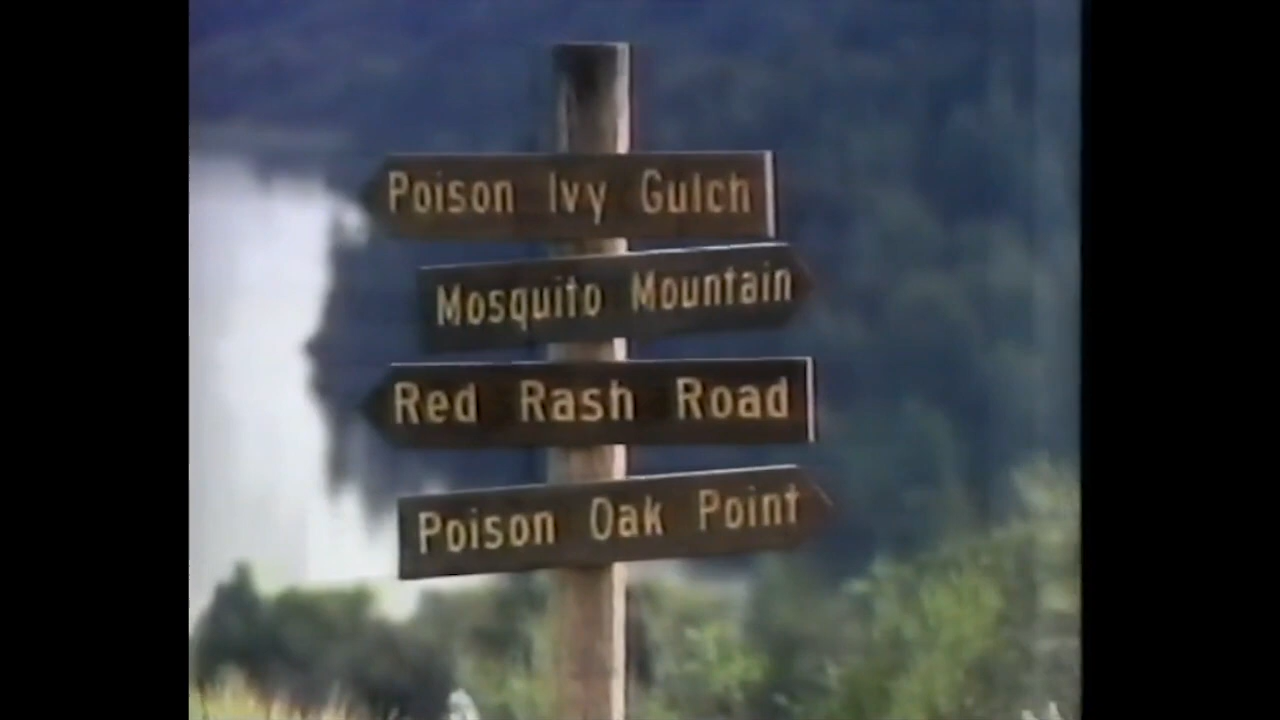 Poison Ivy Gulch
Mosquito Mountain
Red Rash Road
Poison Oak Point